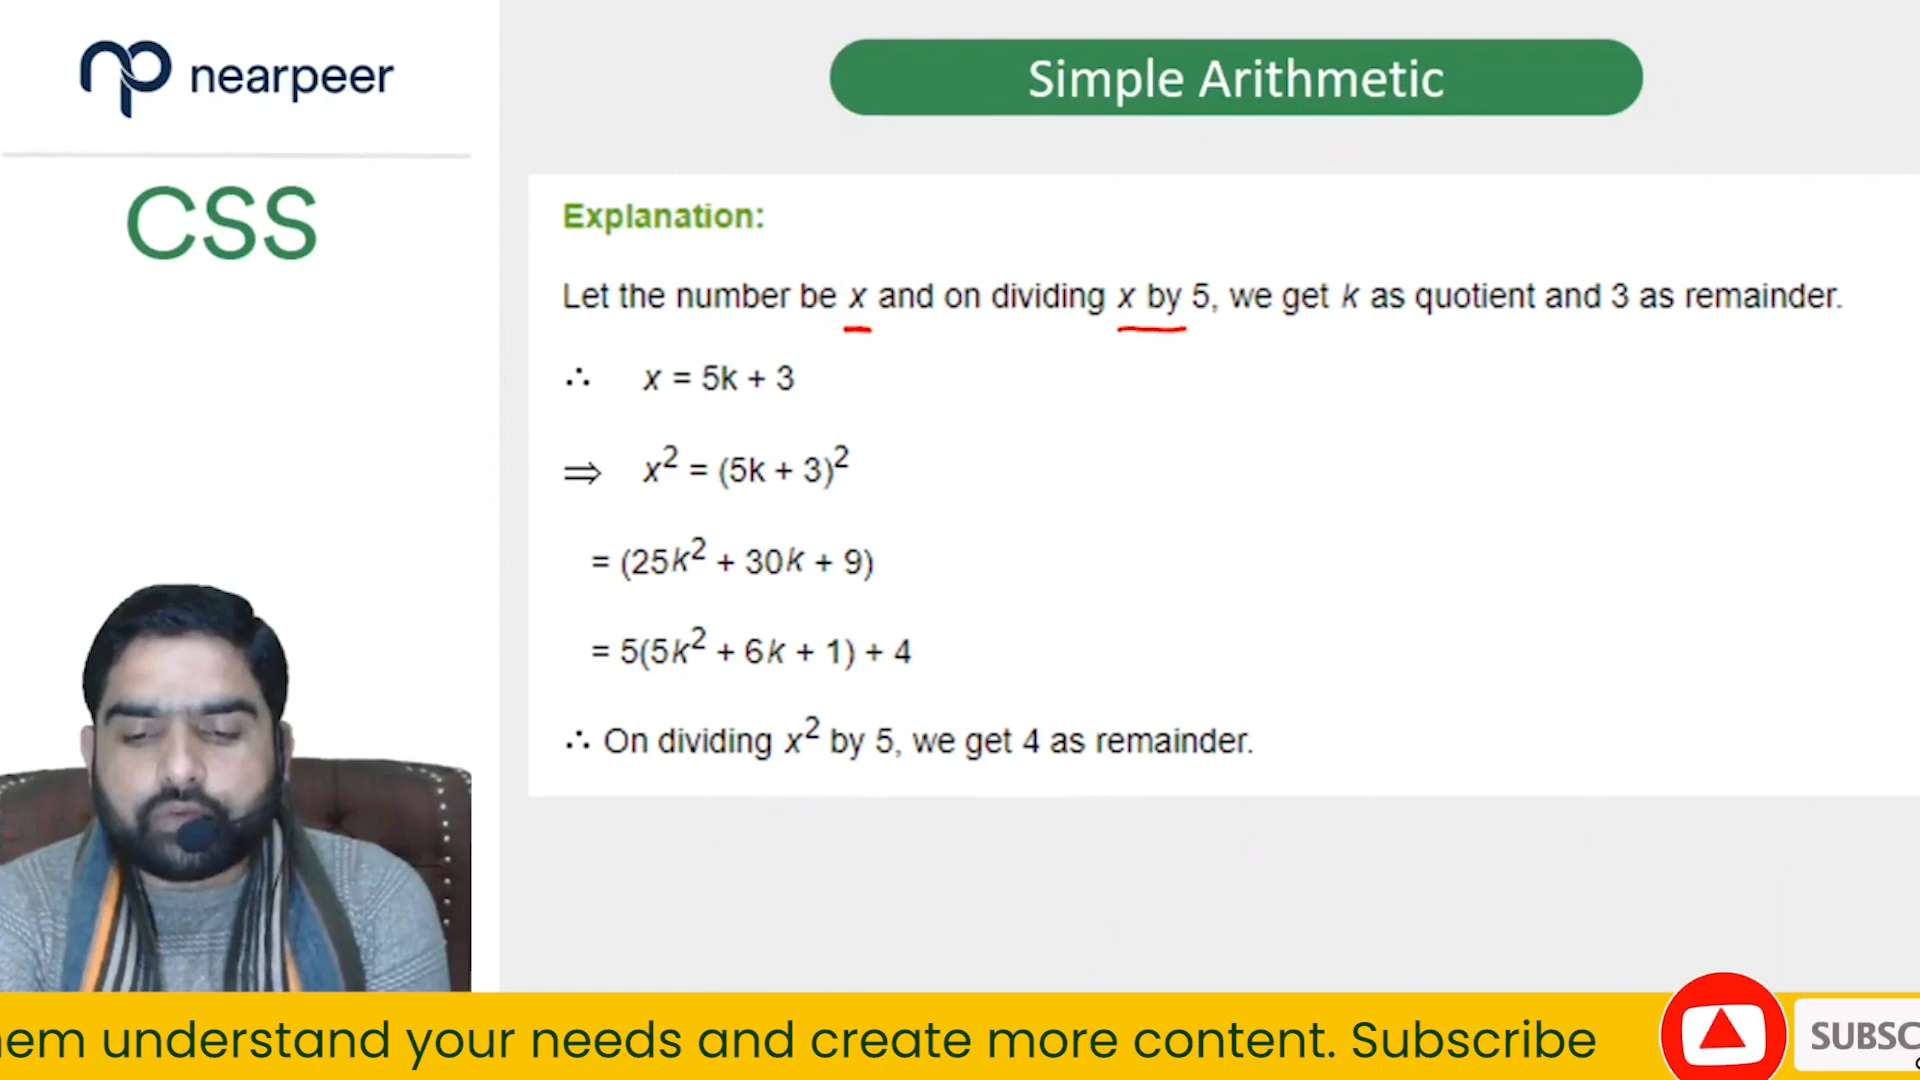 nearpeer
Simple Arithmetic
CSS
Explanation:
Let the number be x and on dividing x by 5, we get k as quotient and 3 as remainder.
∴ x = 5k + 3
⇒ x² = (5k + 3)²
= (25k² + 30k + 9)
= 5(5k² + 6k + 1) + 4
∴ On dividing x² by 5, we get 4 as remainder.
understand your needs and create more content. Subscribe